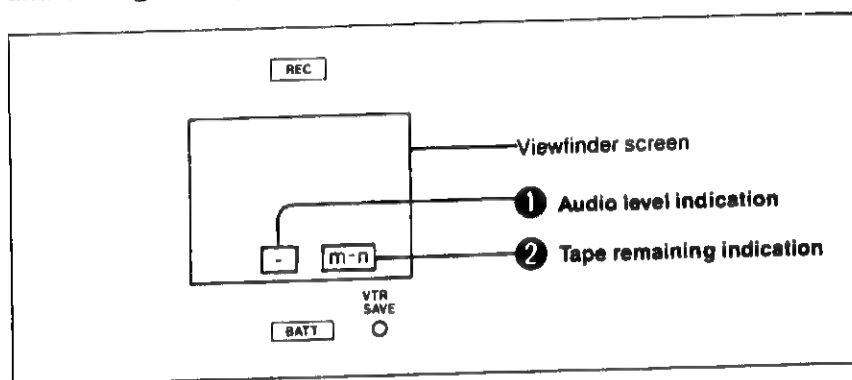 REC
Viewfinder screen
1 Audio level indication
- m-n
2 Tape remaining indication
VTR
SAVE
BATT